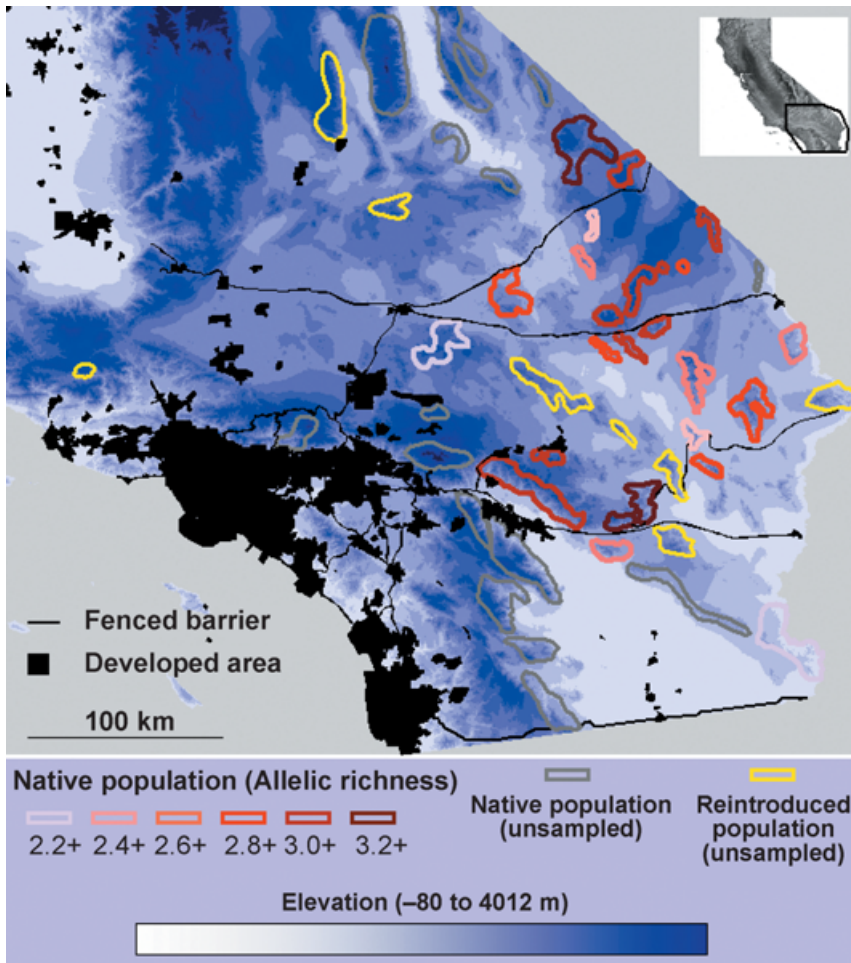 Fenced barrier
Developed area
100 km
Native population (Allelic richness)
2.2+ 2.4+ 2.6+ 2.8+ 3.0+ 3.2+
Native population
(unsampled)
Reintroduced
population
(unsampled)
Elevation (–80 to 4012 m)